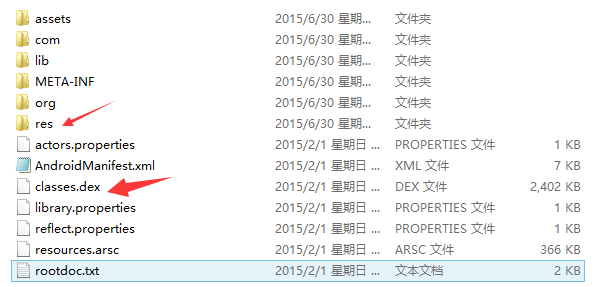 assets 2015/6/30 星期... 文件夹
com 2015/6/30 星期... 文件夹
lib 2015/6/30 星期... 文件夹
META-INF 2015/6/30 星期... 文件夹
org 2015/6/30 星期... 文件夹
res 2015/6/30 星期... 文件夹
actors.properties 2015/2/1 星期日 ... PROPERTIES 文件 1 KB
AndroidManifest.xml 2015/2/1 星期日 ... XML 文件 7 KB
classes.dex 2015/2/1 星期日 ... DEX 文件 2,402 KB
library.properties 2015/2/1 星期日 ... PROPERTIES 文件 1 KB
reflect.properties 2015/2/1 星期日 ... PROPERTIES 文件 1 KB
resources.arsc 2015/2/1 星期日 ... ARSC 文件 366 KB
rootdoc.txt 2015/2/1 星期日 ... 文本文档 2 KB